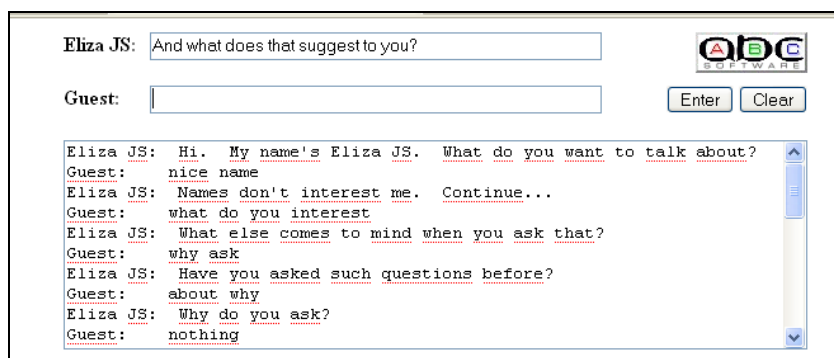 Eliza JS: And what does that suggest to you?
ABC
SOFTWARE
Guest:
Enter Clear
Eliza JS: Hi. My name's Eliza JS. What do you want to talk about?
Guest: nice name
Eliza JS: Names don't interest me. Continue...
Guest: what do you interest
Eliza JS: What else comes to mind when you ask that?
Guest: why ask
Eliza JS: Have you asked such questions before?
Guest: about why
Eliza JS: Why do you ask?
Guest: nothing